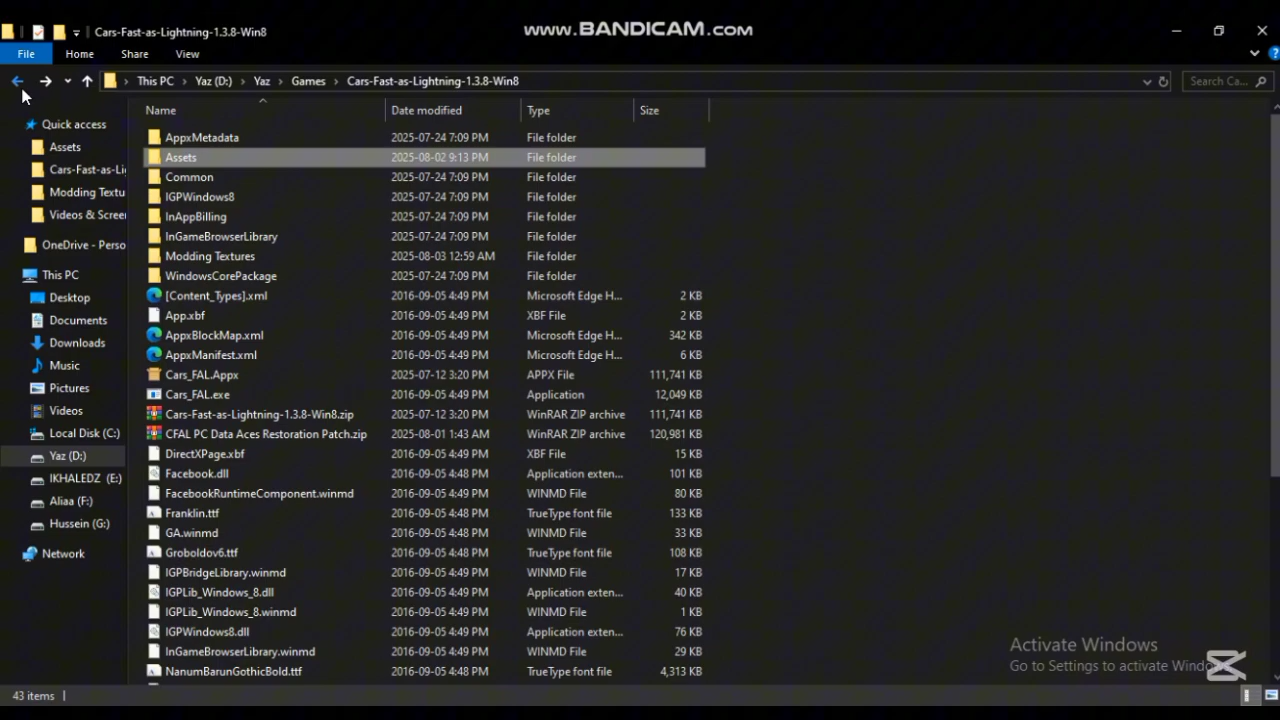 Cars-Fast-as-Lightning-1.3.8-Win8
www.BANDICAM.com
File Home Share View
This PC Yaz (D:) Yaz Games Cars-Fast-as-Lightning-1.3.8-Win8
Search Ca...
Name Date modified Type Size
Quick access
Assets
Cars-Fast-as-Li
Modding Textu
Videos & Scree
OneDrive - Perso
This PC
Desktop
Documents
Downloads
Music
Pictures
Videos
Local Disk (C:)
Yaz (D:)
IKHALEDZ (E:)
Aliaa (F:)
Hussein (G:)
Network
AppxMetadata 2025-07-24 7:09 PM File folder
Assets 2025-08-02 9:13 PM File folder
Common 2025-07-24 7:09 PM File folder
IGPWindows8 2025-07-24 7:09 PM File folder
InAppBilling 2025-07-24 7:09 PM File folder
InGameBrowserLibrary 2025-07-24 7:09 PM File folder
Modding Textures 2025-08-03 12:59 AM File folder
WindowsCorePackage 2025-07-24 7:09 PM File folder
[Content_Types].xml 2016-09-05 4:49 PM Microsoft Edge H... 2 KB
App.xbf 2016-09-05 4:49 PM XBF File 2 KB
AppxBlockMap.xml 2016-09-05 4:49 PM Microsoft Edge H... 342 KB
AppxManifest.xml 2016-09-05 4:49 PM Microsoft Edge H... 6 KB
Cars_FAL.Appx 2025-07-12 3:20 PM APPX File 111,741 KB
Cars_FAL.exe 2016-09-05 4:49 PM Application 12,049 KB
Cars-Fast-as-Lightning-1.3.8-Win8.zip 2025-07-12 3:20 PM WinRAR ZIP archive 111,741 KB
CFAL PC Data Aces Restoration Patch.zip 2025-08-01 1:43 AM WinRAR ZIP archive 120,981 KB
DirectXPage.xbf 2016-09-05 4:49 PM XBF File 15 KB
Facebook.dll 2016-09-05 4:48 PM Application exten... 101 KB
FacebookRuntimeComponent.winmd 2016-09-05 4:49 PM WINMD File 80 KB
Franklin.ttf 2016-09-05 4:48 PM TrueType font file 133 KB
GA.winmd 2016-09-05 4:49 PM WINMD File 33 KB
Groboldov6.ttf 2016-09-05 4:48 PM TrueType font file 108 KB
IGPBridgeLibrary.winmd 2016-09-05 4:49 PM WINMD File 17 KB
IGPLib_Windows_8.dll 2016-09-05 4:49 PM Application exten... 40 KB
IGPLib_Windows_8.winmd 2016-09-05 4:49 PM WINMD File 1 KB
IGPWindows8.dll 2016-09-05 4:49 PM Application exten... 76 KB
InGameBrowserLibrary.winmd 2016-09-05 4:49 PM WINMD File 29 KB
NanumBarunGothicBold.ttf 2016-09-05 4:48 PM TrueType font file 4,313 KB
Activate Windows
Go to Settings to activate Windows.
43 items